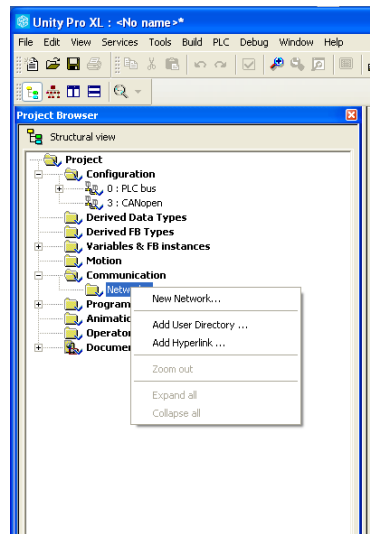 Unity Pro XL : <No name>*
File Edit View Services Tools Build PLC Debug Window Help
Project Browser
Structural view
Project
Configuration
0 : PLC bus
3 : CANopen
Derived Data Types
Derived FB Types
Variables & FB instances
Motion
Communication
Netw
New Network...
Program
Add User Directory ...
Animatio
Operator
Add Hyperlink ...
Documen
Zoom out
Expand all
Collapse all